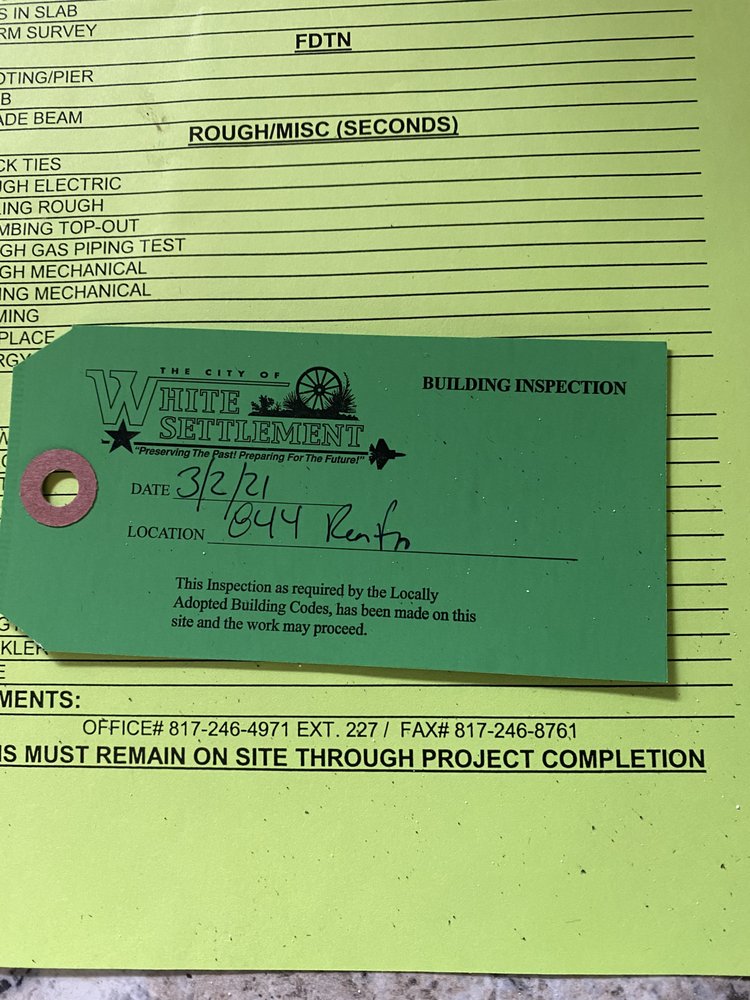 S IN SLAB
RM SURVEY
FDTN
OTING/PIER
B
ADE BEAM
ROUGH/MISC (SECONDS)
CK TIES
GH ELECTRIC
ING ROUGH
MBING TOP-OUT
GH GAS PIPING TEST
GH MECHANICAL
ING MECHANICAL
MING
PLACE
RGY
THE CITY OF
WHITE
SETTLEMENT
"Preserving The Past! Preparing For The Future!"
BUILDING INSPECTION
DATE 3/2/21
LOCATION 844
This Inspection as required by the Locally
Adopted Building Codes, has been made on this
site and the work may proceed.
KLER
E
MENTS:
OFFICE# 817-246-4971 EXT. 227 / FAX# 817-246-8761
IS MUST REMAIN ON SITE THROUGH PROJECT COMPLETION